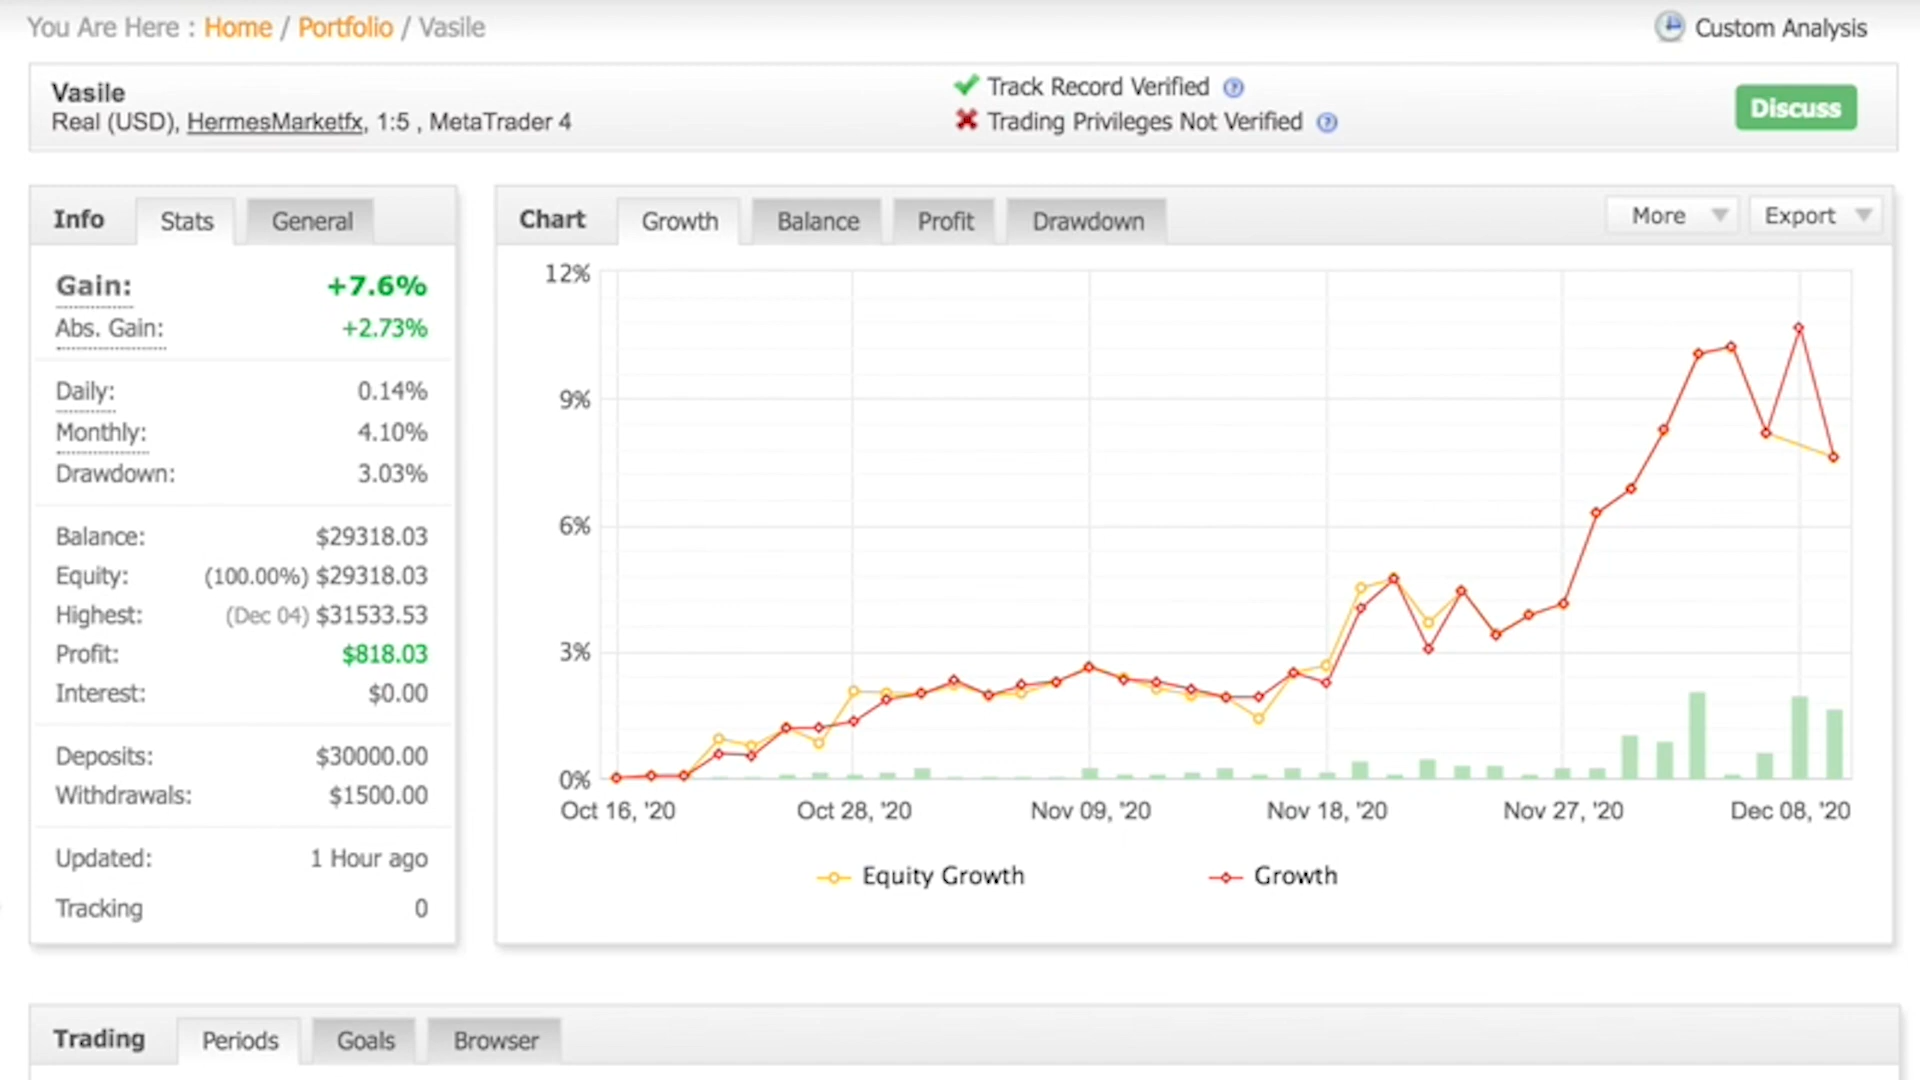 You Are Here : Home / Portfolio / Vasile
Custom Analysis
Vasile
Real (USD), HermesMarketfx, 1:5 , MetaTrader 4
Track Record Verified
Trading Privileges Not Verified
Discuss
Info Stats General
Gain: +7.6%
Abs. Gain: +2.73%
Daily: 0.14%
Monthly: 4.10%
Drawdown: 3.03%
Balance: $29318.03
Equity: (100.00%) $29318.03
Highest: (Dec 04) $31533.53
Profit: $818.03
Interest: $0.00
Deposits: $30000.00
Withdrawals: $1500.00
Updated: 1 Hour ago
Tracking 0
Chart Growth Balance Profit Drawdown More Export
12%
9%
6%
3%
0%
Oct 16, '20 Oct 28, '20 Nov 09, '20 Nov 18, '20 Nov 27, '20 Dec 08, '20
Equity Growth Growth
Trading Periods Goals Browser